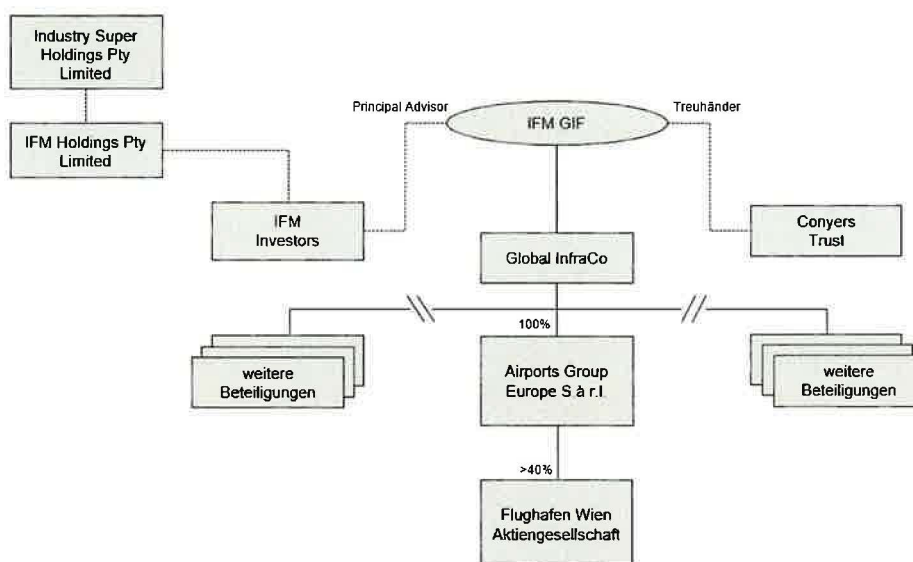 Industry Super
Holdings Pty
Limited
Principal Advisor
IFM GIF
Treuhänder
IFM Holdings Pty
Limited
IFM
Investors
Conyers
Trust
Global InfraCo
100%
weitere
Beteiligungen
Airports Group
Europe S à r.l
weitere
Beteiligungen
>40%
Flughafen Wien
Aktiengesellschaft